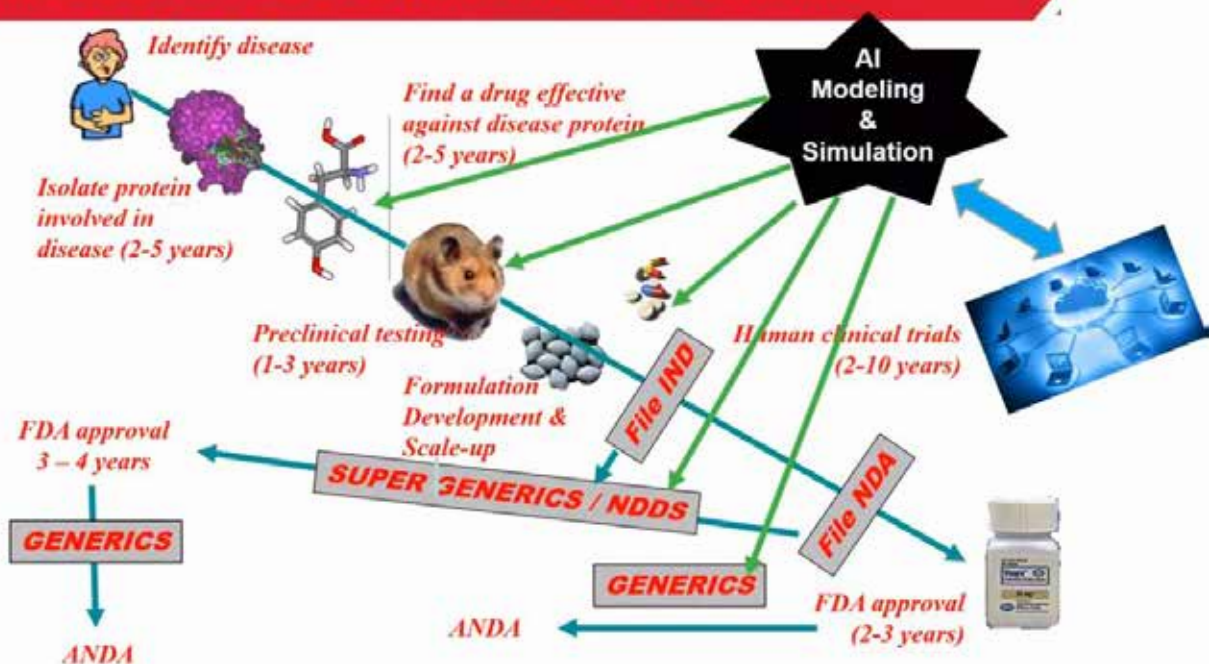 Identify disease
AI
Modeling
&
Simulation
Find a drug effective
against disease protein
(2-5 years)
Isolate protein
involved in
disease (2-5 years)
Preclinical testing
(1-3 years)
Human clinical trials
(2-10 years)
Formulation
Development &
Scale-up
File IND
FDA approval
3 – 4 years
SUPER GENERICS / NDDS
File NDA
GENERICS
GENERICS
FDA approval
(2-3 years)
ANDA
ANDA